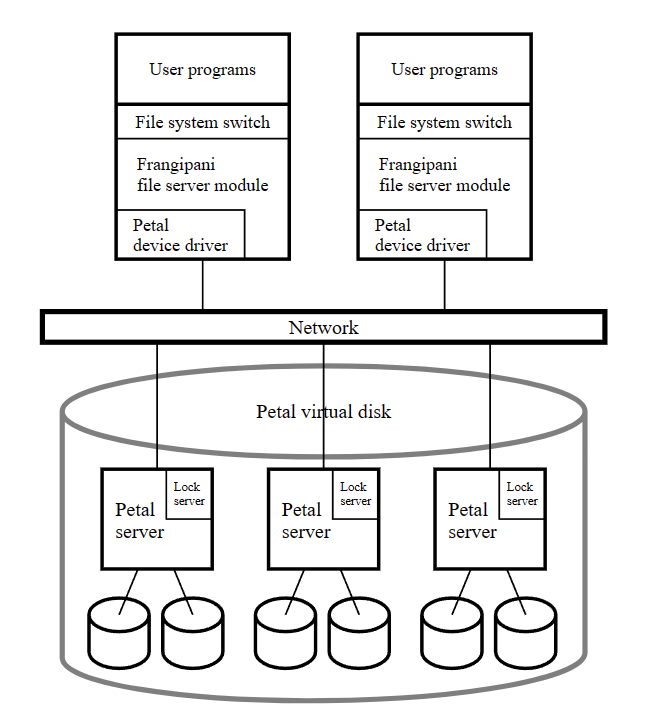 User programs
User programs
File system switch
File system switch
Frangipani
file server module
Frangipani
file server module
Petal
device driver
Petal
device driver
Network
Petal virtual disk
Petal
server
Lock
server
Petal
server
Lock
server
Petal
server
Lock
server